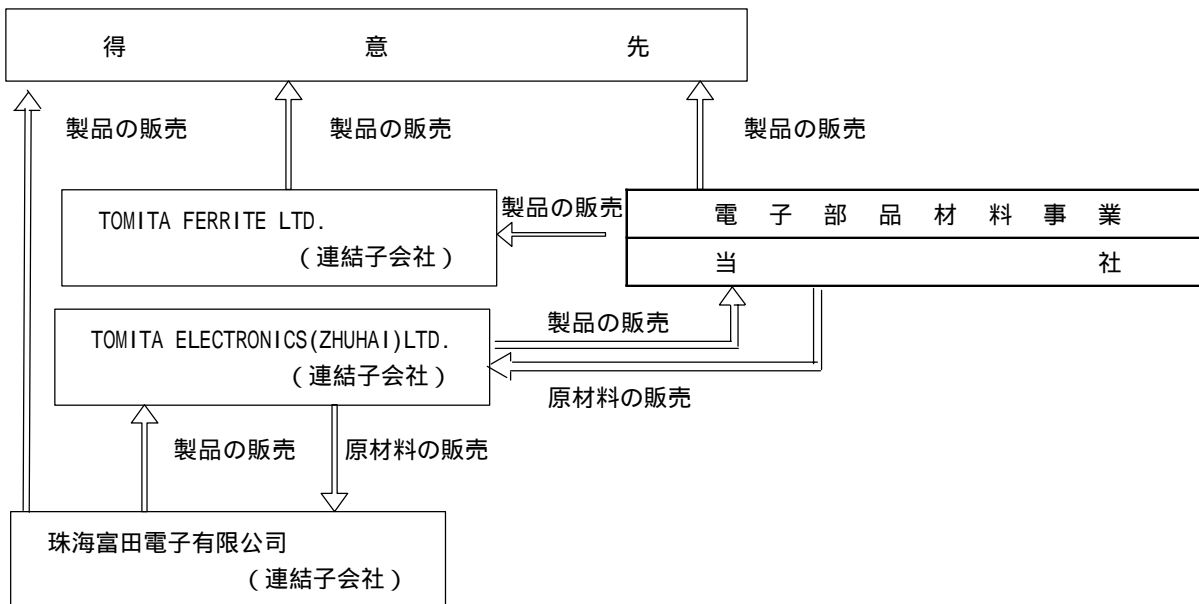 得意先
製品の販売 製品の販売 製品の販売
TOMITA FERRITE LTD.
(連結子会社)
製品の販売
電子部品材料事業
当社
TOMITA ELECTRONICS(ZHUHAI)LTD.
(連結子会社)
製品の販売
原材料の販売
製品の販売 原材料の販売
珠海富田電子有限公司
(連結子会社)